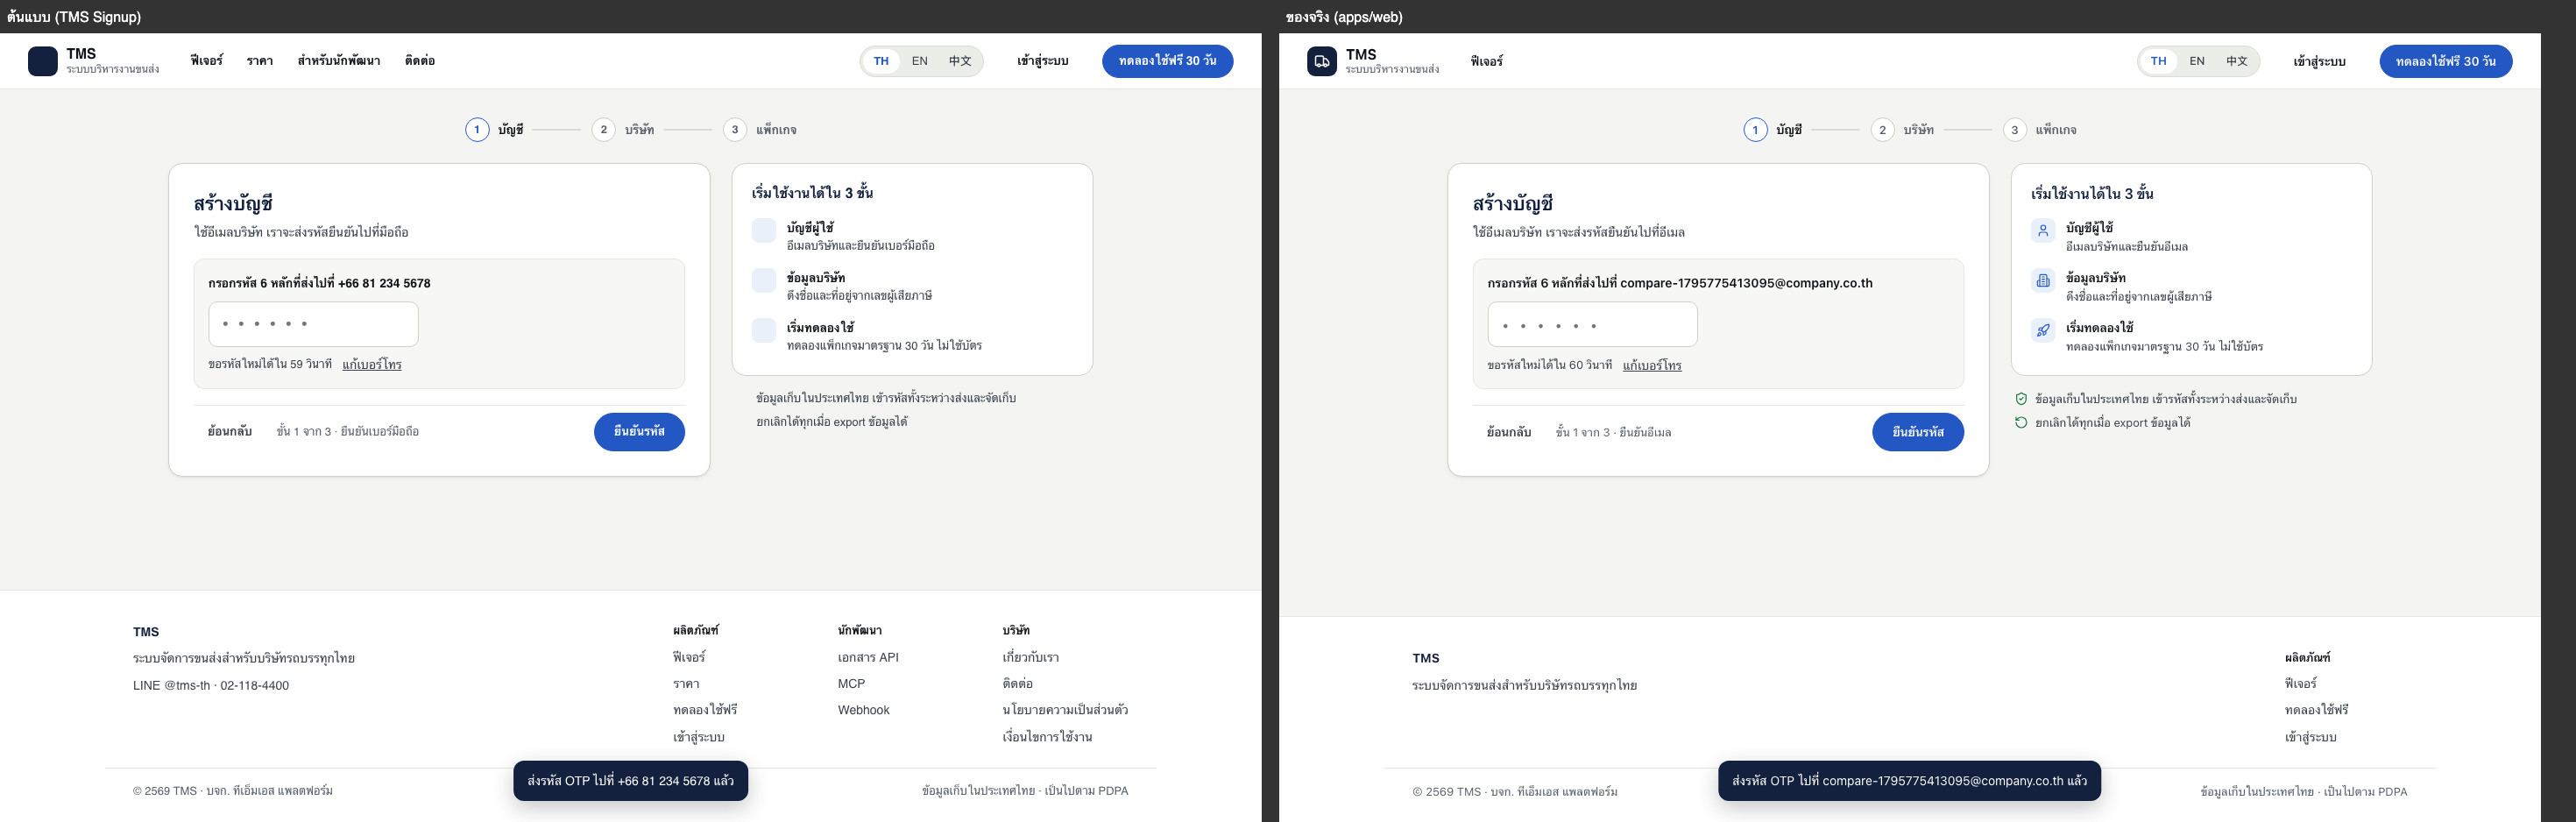 ต้นแบบ (TMS Signup)
TMS
ระบบบริหารงานขนส่ง
ฟีเจอร์ ราคา สำหรับนักพัฒนา ติดต่อ
TH EN 中文
เข้าสู่ระบบ
ทดลองใช้ฟรี 30 วัน
1 บัญชี 2 บริษัท 3 แพ็กเกจ
สร้างบัญชี
ใช้อีเมลบริษัท เราจะส่งรหัสยืนยันไปที่มือถือ
กรอกรหัส 6 หลักที่ส่งไปที่ +66 81 234 5678
••••••
ขอรหัสใหม่ได้ใน 59 วินาที แก้เบอร์โทร
ย้อนกลับ ขั้น 1 จาก 3 · ยืนยันเบอร์มือถือ ยืนยันรหัส
เริ่มใช้งานได้ใน 3 ขั้น
บัญชีผู้ใช้
อีเมลบริษัทและยืนยันเบอร์มือถือ
ข้อมูลบริษัท
ดึงชื่อและที่อยู่จากเลขผู้เสียภาษี
เริ่มทดลองใช้
ทดลองแพ็กเกจมาตรฐาน 30 วัน ไม่ใช้บัตร
ข้อมูลเก็บในประเทศไทย เข้ารหัสทั้งระหว่างส่งและจัดเก็บ
ยกเลิกได้ทุกเมื่อ export ข้อมูลได้
TMS
ระบบจัดการขนส่งสำหรับบริษัทรถบรรทุกไทย
LINE @tms-th · 02-118-4400
ผลิตภัณฑ์
ฟีเจอร์
ราคา
ทดลองใช้ฟรี
เข้าสู่ระบบ
นักพัฒนา
เอกสาร API
MCP
Webhook
บริษัท
เกี่ยวกับเรา
ติดต่อ
นโยบายความเป็นส่วนตัว
เงื่อนไขการใช้งาน
ส่งรหัส OTP ไปที่ +66 81 234 5678 แล้ว
© 2569 TMS · บจก. ทีเอ็มเอส แพลตฟอร์ม
ข้อมูลเก็บในประเทศไทย · เป็นไปตาม PDPA
ของจริง (apps/web)
TMS
ระบบบริหารงานขนส่ง
ฟีเจอร์
TH EN 中文
เข้าสู่ระบบ
ทดลองใช้ฟรี 30 วัน
1 บัญชี 2 บริษัท 3 แพ็กเกจ
สร้างบัญชี
ใช้อีเมลบริษัท เราจะส่งรหัสยืนยันไปที่อีเมล
กรอกรหัส 6 หลักที่ส่งไปที่ compare-1795775413095@company.co.th
••••••
ขอรหัสใหม่ได้ใน 60 วินาที แก้เบอร์โทร
ย้อนกลับ ขั้น 1 จาก 3 · ยืนยันอีเมล ยืนยันรหัส
เริ่มใช้งานได้ใน 3 ขั้น
บัญชีผู้ใช้
อีเมลบริษัทและยืนยันอีเมล
ข้อมูลบริษัท
ดึงชื่อและที่อยู่จากเลขผู้เสียภาษี
เริ่มทดลองใช้
ทดลองแพ็กเกจมาตรฐาน 30 วัน ไม่ใช้บัตร
ข้อมูลเก็บในประเทศไทย เข้ารหัสทั้งระหว่างส่งและจัดเก็บ
ยกเลิกได้ทุกเมื่อ export ข้อมูลได้
TMS
ระบบจัดการขนส่งสำหรับบริษัทรถบรรทุกไทย
ผลิตภัณฑ์
ฟีเจอร์
ทดลองใช้ฟรี
เข้าสู่ระบบ
ส่งรหัส OTP ไปที่ compare-1795775413095@company.co.th แล้ว
© 2569 TMS · บจก. ทีเอ็มเอส แพลตฟอร์ม
ข้อมูลเก็บในประเทศไทย · เป็นไปตาม PDPA